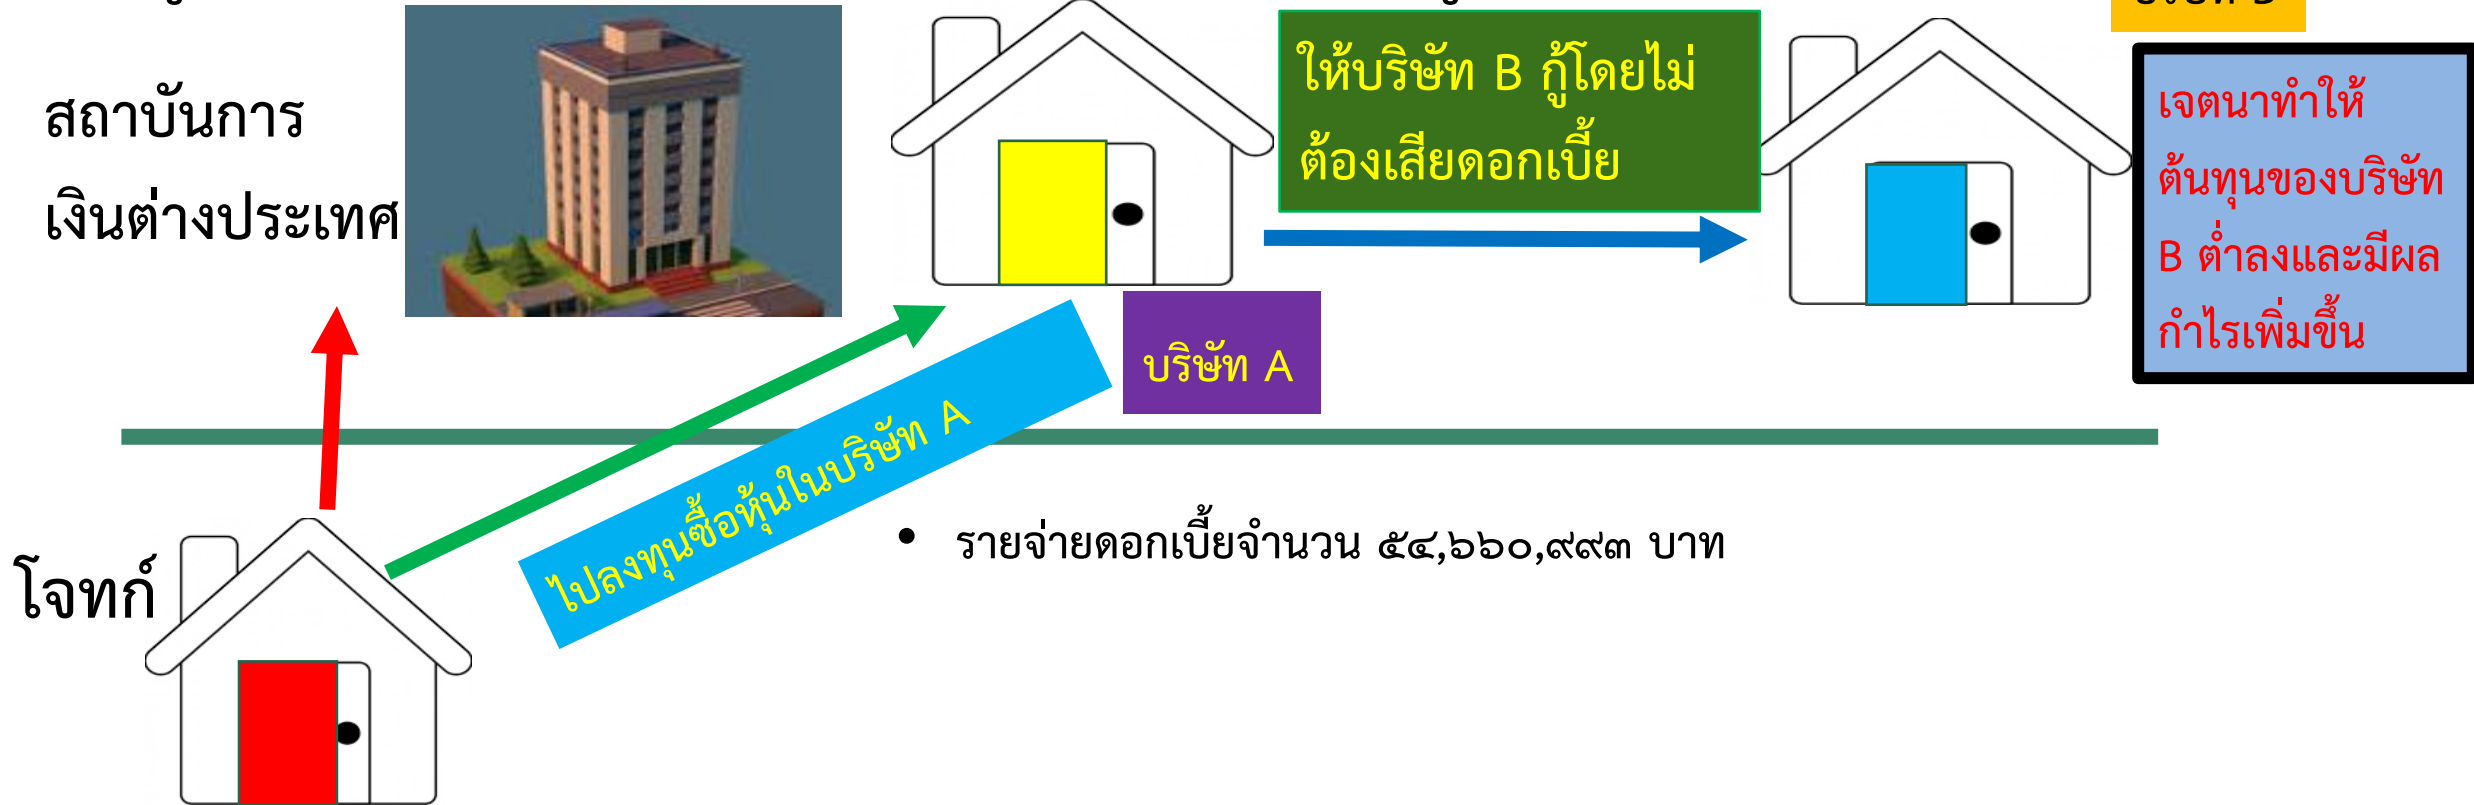 สถาบันการ
เงินต่างประเทศ
ให้บริษัท B กู้โดยไม่
ต้องเสียดอกเบี้ย
เจตนาทำให้
ต้นทุนของบริษัท
B ต่ำลงและมีผล
กำไรเพิ่มขึ้น
บริษัท A
ไปลงทุนซื้อหุ้นในบริษัท A
• รายจ่ายดอกเบี้ยจำนวน ๕๔,๖๖๐,๙๙๓ บาท
โจทก์